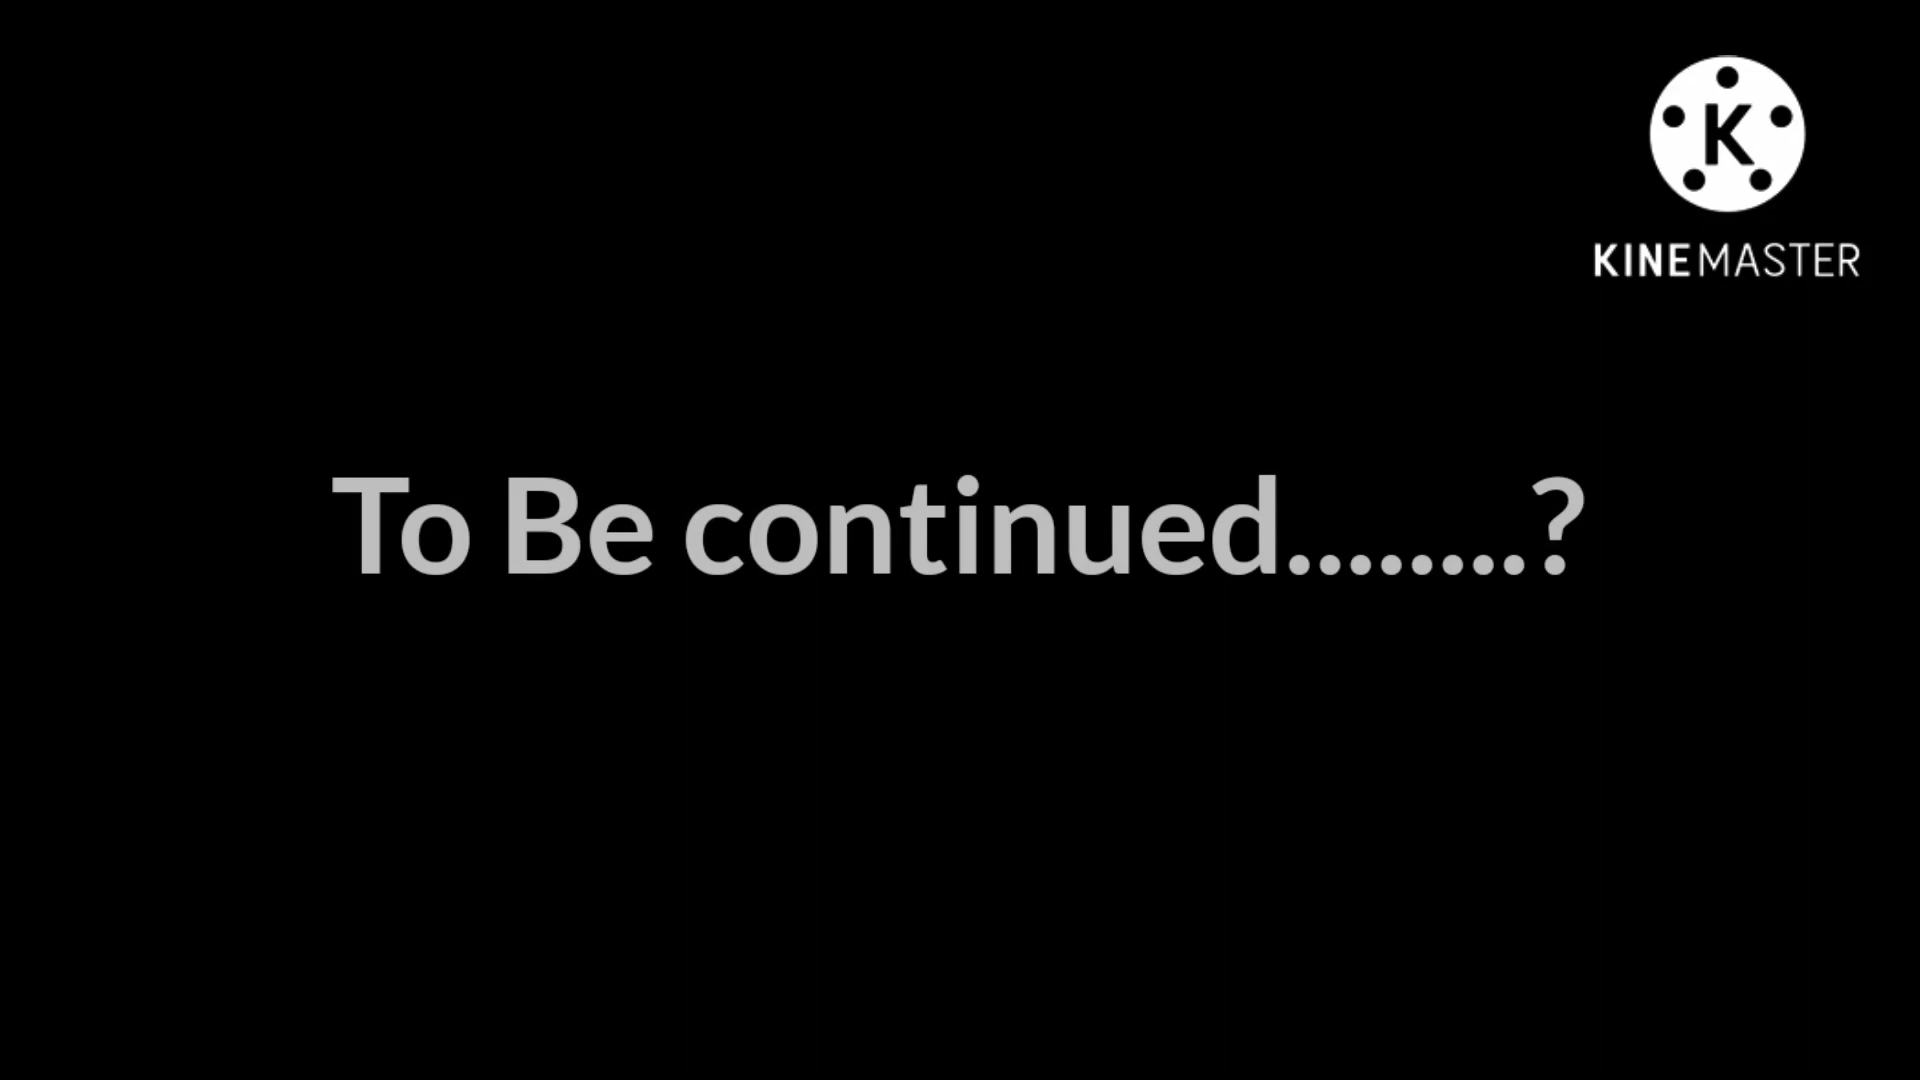 K
KINEMASTER
To Be continued........?